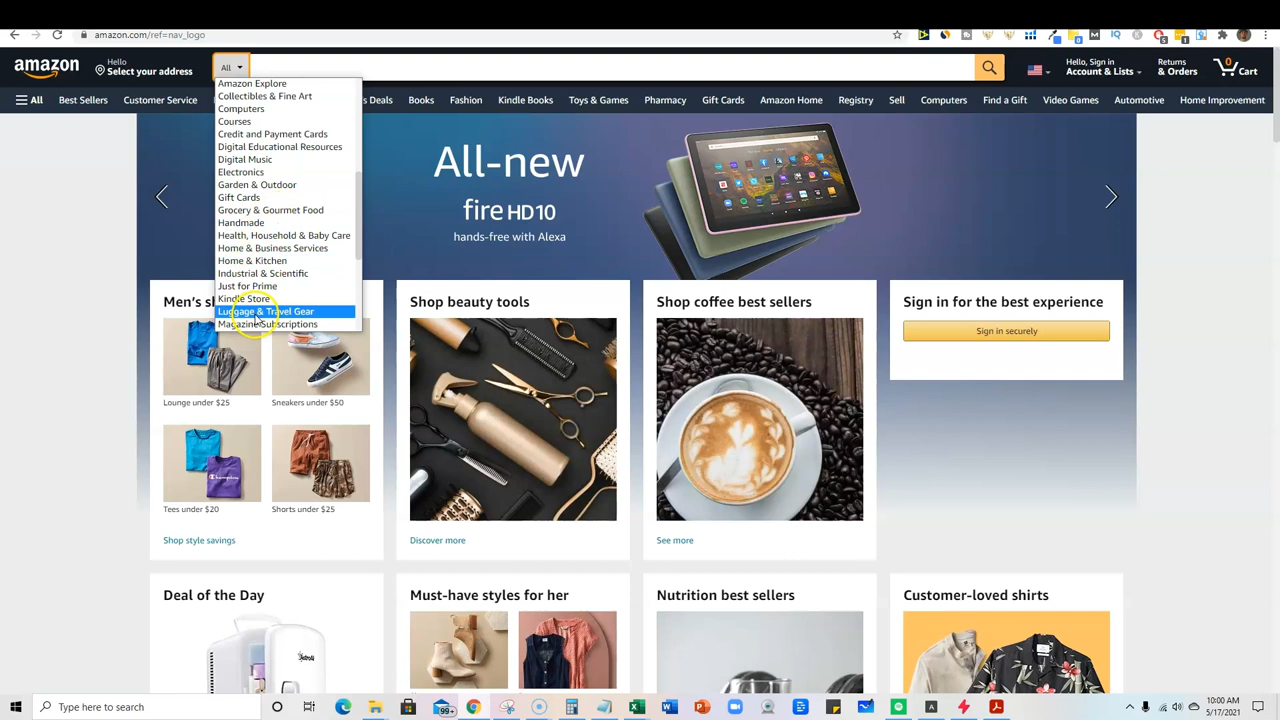 amazon.com/ref=nav_logo
amazon
Hello
Select your address
All
Hello, Sign in
Account & Lists
Returns
& Orders
0
Cart
All
Best Sellers
Customer Service
s Deals
Books
Fashion
Kindle Books
Toys & Games
Pharmacy
Gift Cards
Amazon Home
Registry
Sell
Computers
Find a Gift
Video Games
Automotive
Home Improvement
Amazon Explore
Collectibles & Fine Art
Computers
Courses
Credit and Payment Cards
Digital Educational Resources
Digital Music
Electronics
Garden & Outdoor
Gift Cards
Grocery & Gourmet Food
Handmade
Health, Household & Baby Care
Home & Business Services
Home & Kitchen
Industrial & Scientific
Just for Prime
Kindle Store
Luggage & Travel Gear
Magazine Subscriptions
All-new
fire HD10
hands-free with Alexa
Men's sh
Lounge under $25
Sneakers under $50
Champion
Tees under $20
Shorts under $25
Shop style savings
Shop beauty tools
Discover more
Shop coffee best sellers
See more
Sign in for the best experience
Sign in securely
Deal of the Day
Must-have styles for her
Nutrition best sellers
Customer-loved shirts
Type here to search
99+
10:00 AM
5/17/2021